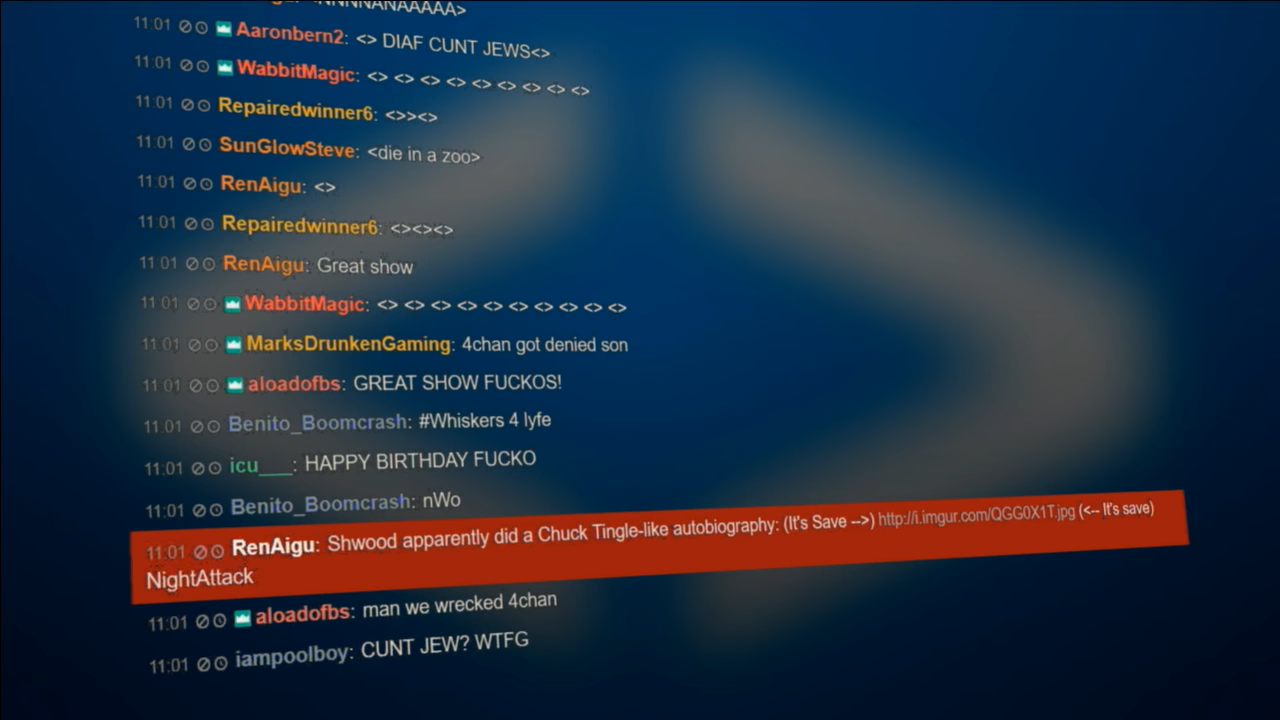 11:01 Aaronbern2: <> DIAF CUNT JEWS<>
11:01 WabbitMagic: <> <> <> <> <> <> <> <> <>
11:01 Repairedwinner6: <>><>
11:01 SunGlowSteve: <die in a zoo>
11:01 RenAigu: <>
11:01 Repairedwinner6: <><><>
11:01 RenAigu: Great show
11:01 WabbitMagic: <> <> <> <> <> <> <> <> <> <>
11:01 MarksDrunkenGaming: 4chan got denied son
11:01 aloadofbs: GREAT SHOW FUCKOS!
11:01 Benito_Boomcrash: #Whiskers 4 lyfe
11:01 icu___: HAPPY BIRTHDAY FUCKO
11:01 Benito_Boomcrash: nWo
11:01 RenAigu: Shwood apparently did a Chuck Tingle-like autobiography: (It's Save -->) http://i.imgur.com/QGG0X1T.jpg (<-- It's save)
NightAttack
11:01 aloadofbs: man we wrecked 4chan
11:01 iampoolboy: CUNT JEW? WTFG